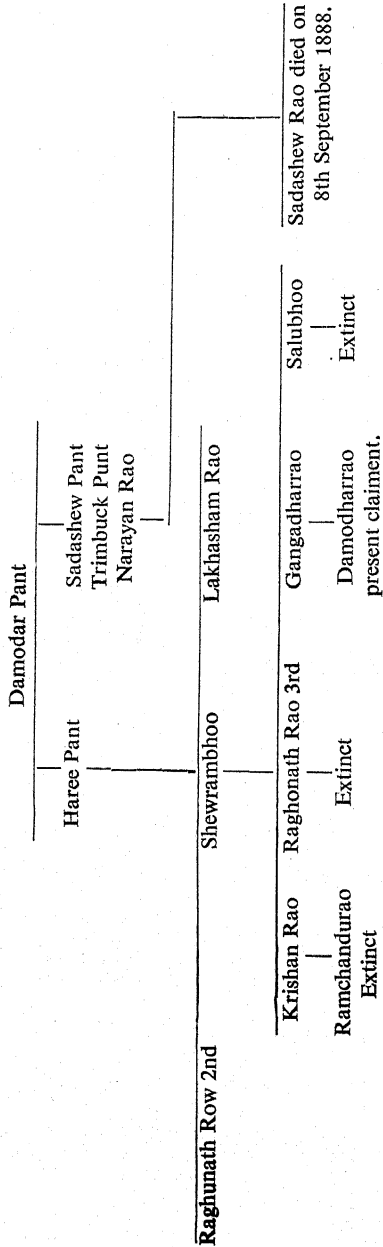 Damodar Pant
Haree Pant
Sadashew Pant
Trimbuck Punt
Narayan Rao
Raghunath Row 2nd
Shewrambhoo
Lakhasham Rao
Krishan Rao
Raghonath Rao 3rd
Gangadharrao
Salubhoo
Sadashew Rao died on
8th September 1888.
Ramchandurao
Extinct
Extinct
Damodharrao
present claiment.
Extinct